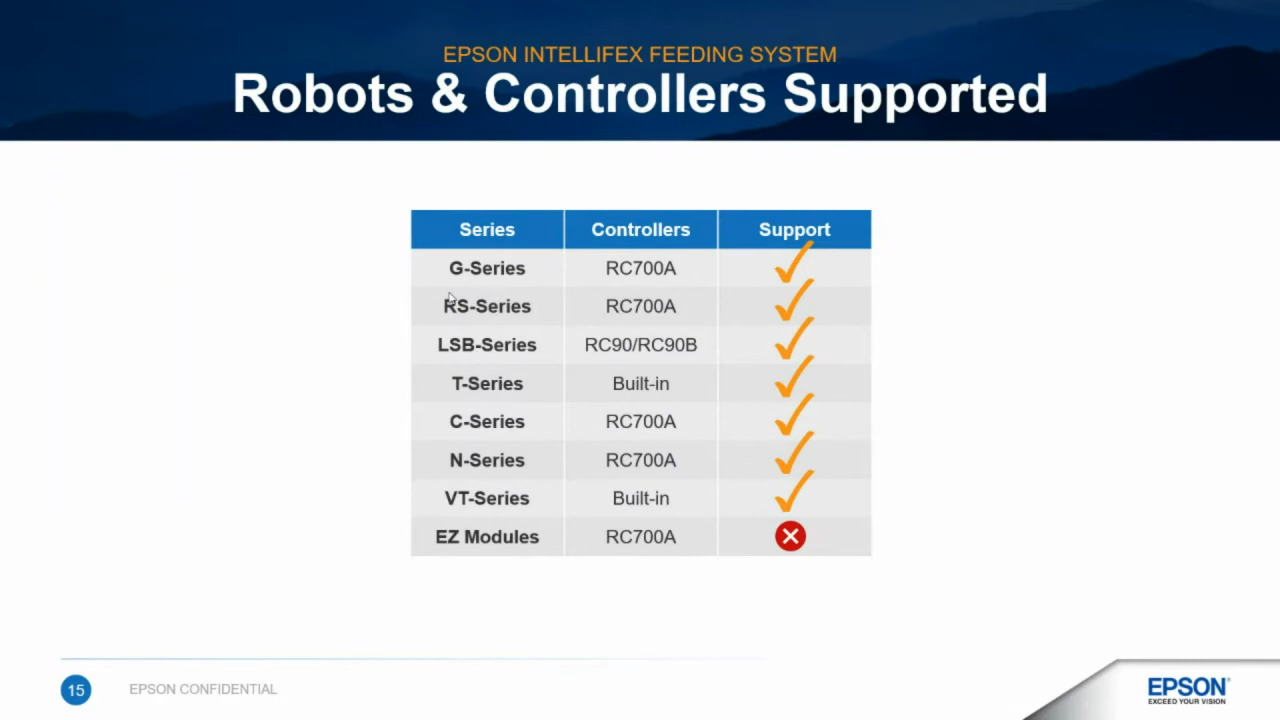 EPSON INTELLIFEX FEEDING SYSTEM
Robots & Controllers Supported
Series Controllers Support
G-Series RC700A
RS-Series RC700A
LSB-Series RC90/RC90B
T-Series Built-in
C-Series RC700A
N-Series RC700A
VT-Series Built-in
EZ Modules RC700A
15 EPSON CONFIDENTIAL
EPSON®
EXCEED YOUR VISION